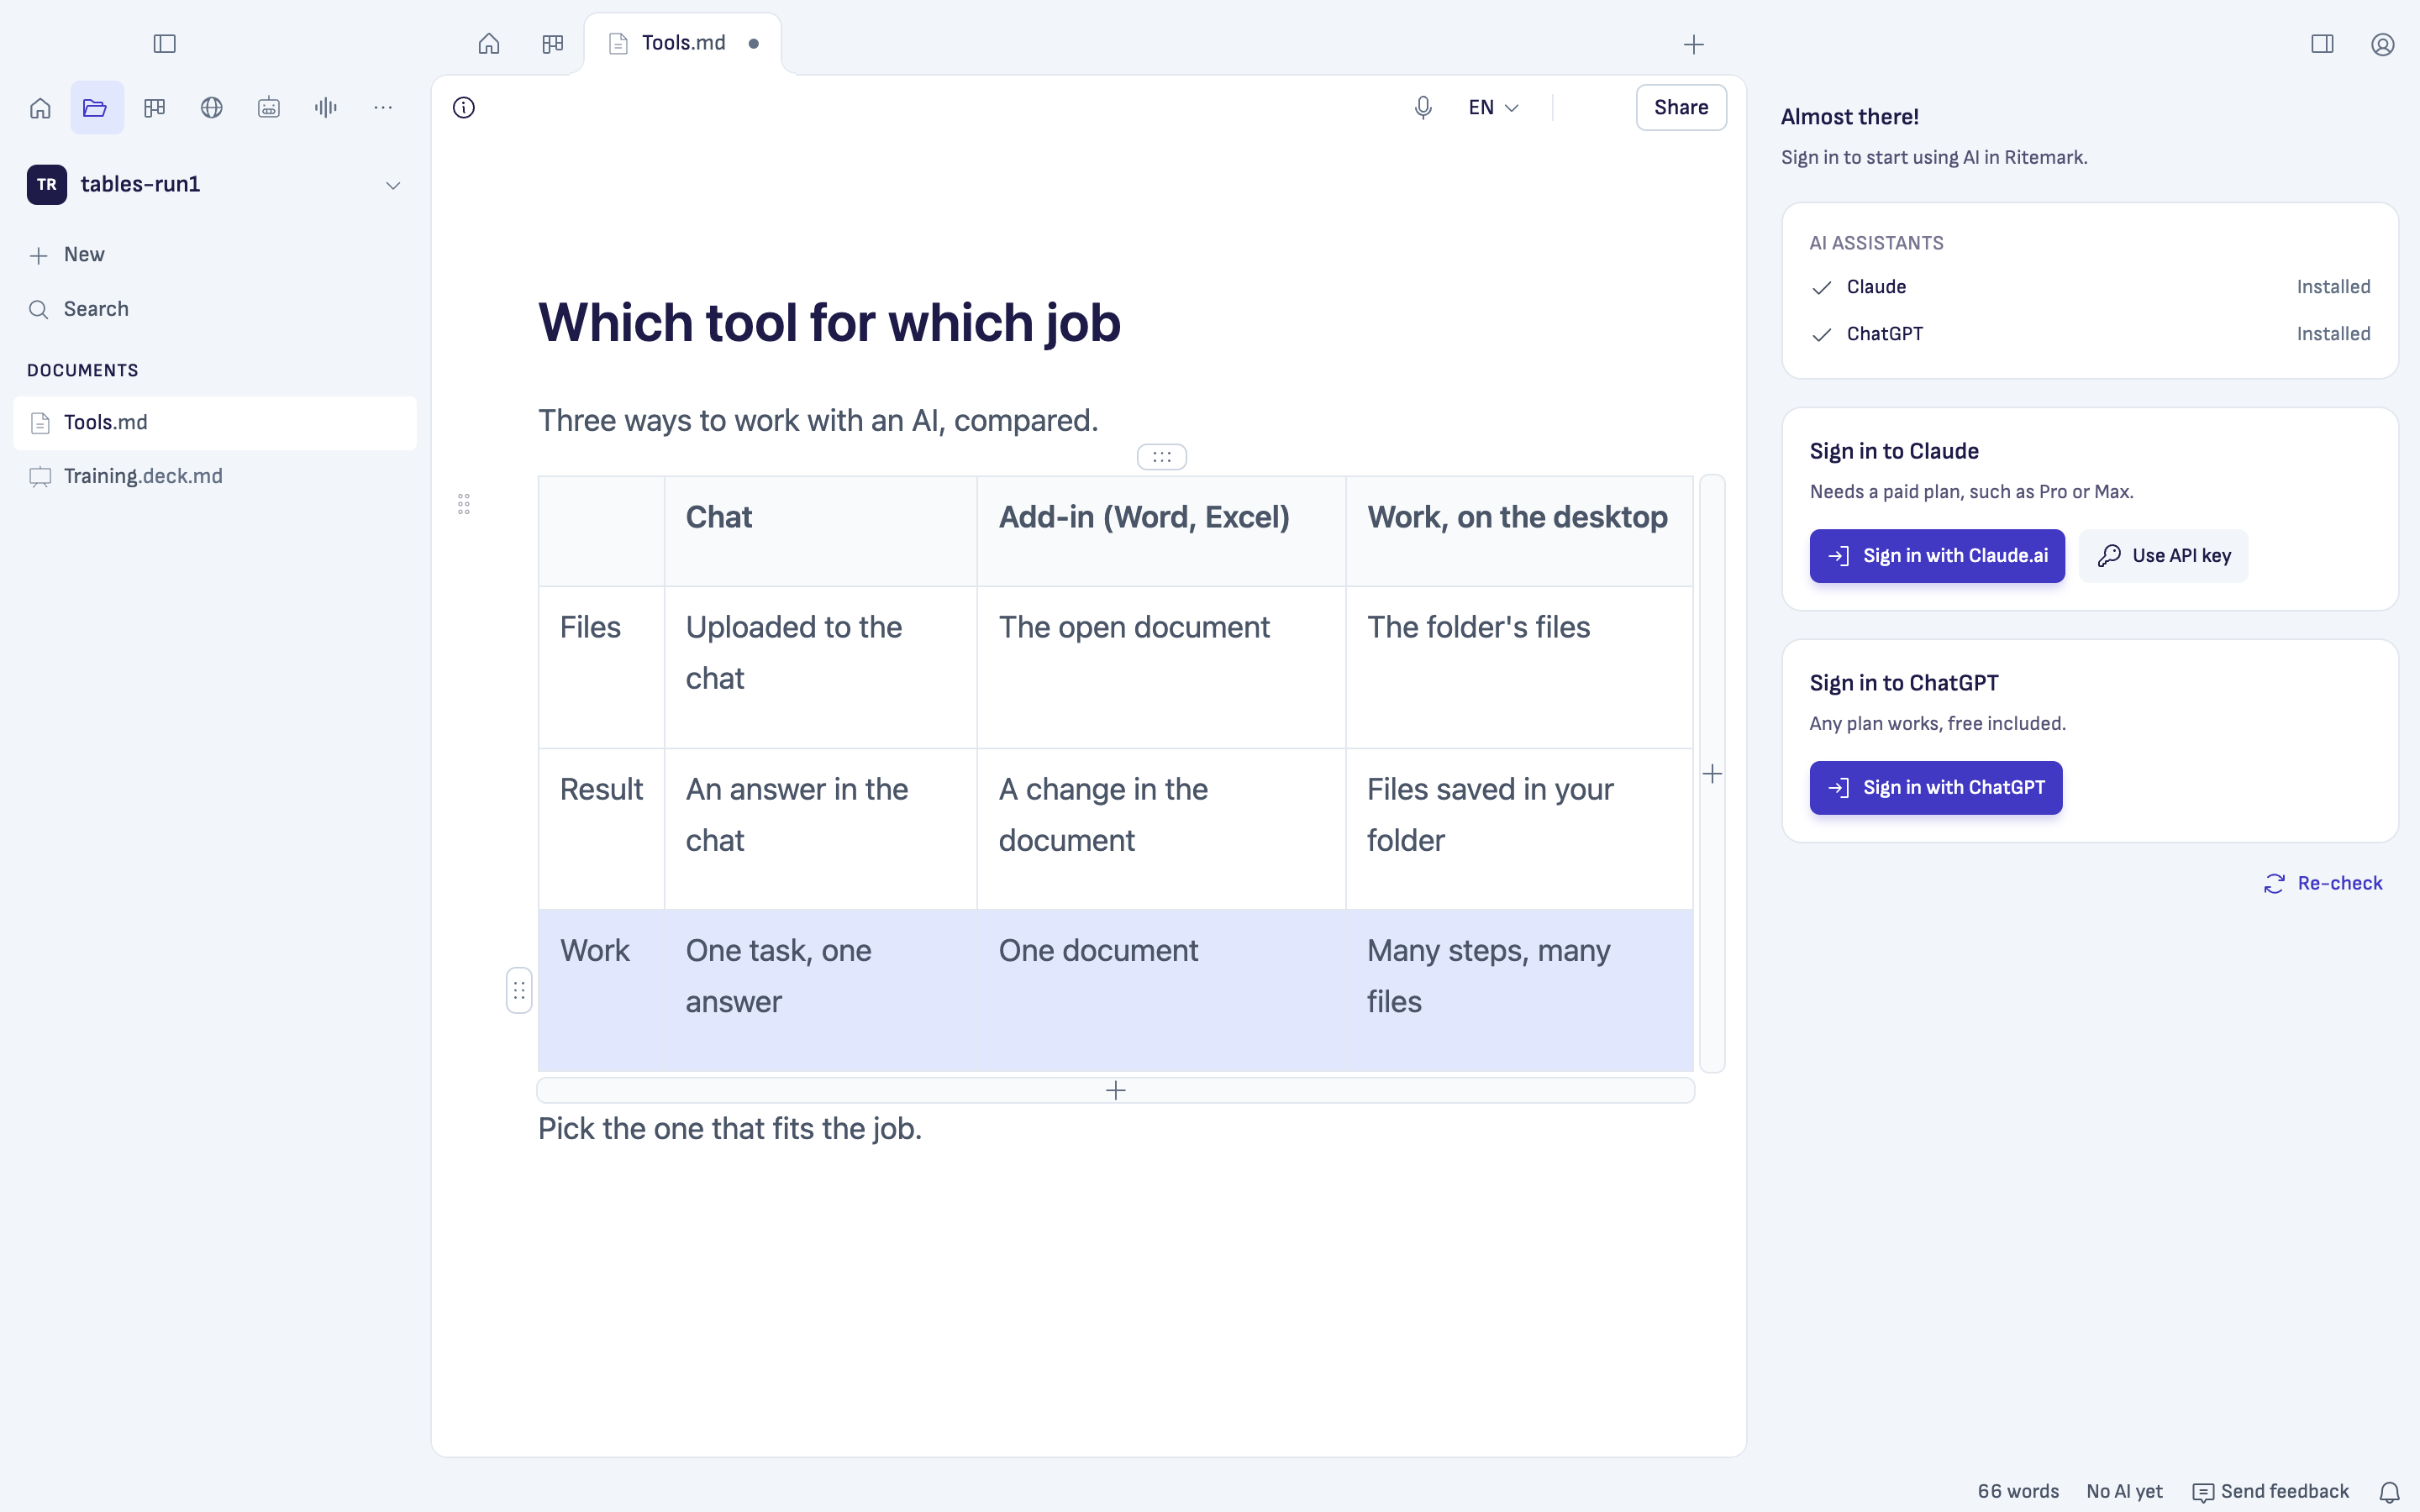 Tools.md
EN
Share
TR
tables-run1
New
Search
DOCUMENTS
Tools.md
Training.deck.md
Which tool for which job
Three ways to work with an AI, compared.
Chat
Add-in (Word, Excel)
Work, on the desktop
Files
Uploaded to the
chat
The open document
The folder's files
Result
An answer in the
chat
A change in the
document
Files saved in your
folder
Work
One task, one
answer
One document
Many steps, many
files
Pick the one that fits the job.
Almost there!
Sign in to start using AI in Ritemark.
AI ASSISTANTS
Claude
Installed
ChatGPT
Installed
Sign in to Claude
Needs a paid plan, such as Pro or Max.
Sign in with Claude.ai
Use API key
Sign in to ChatGPT
Any plan works, free included.
Sign in with ChatGPT
Re-check
66 words
No AI yet
Send feedback